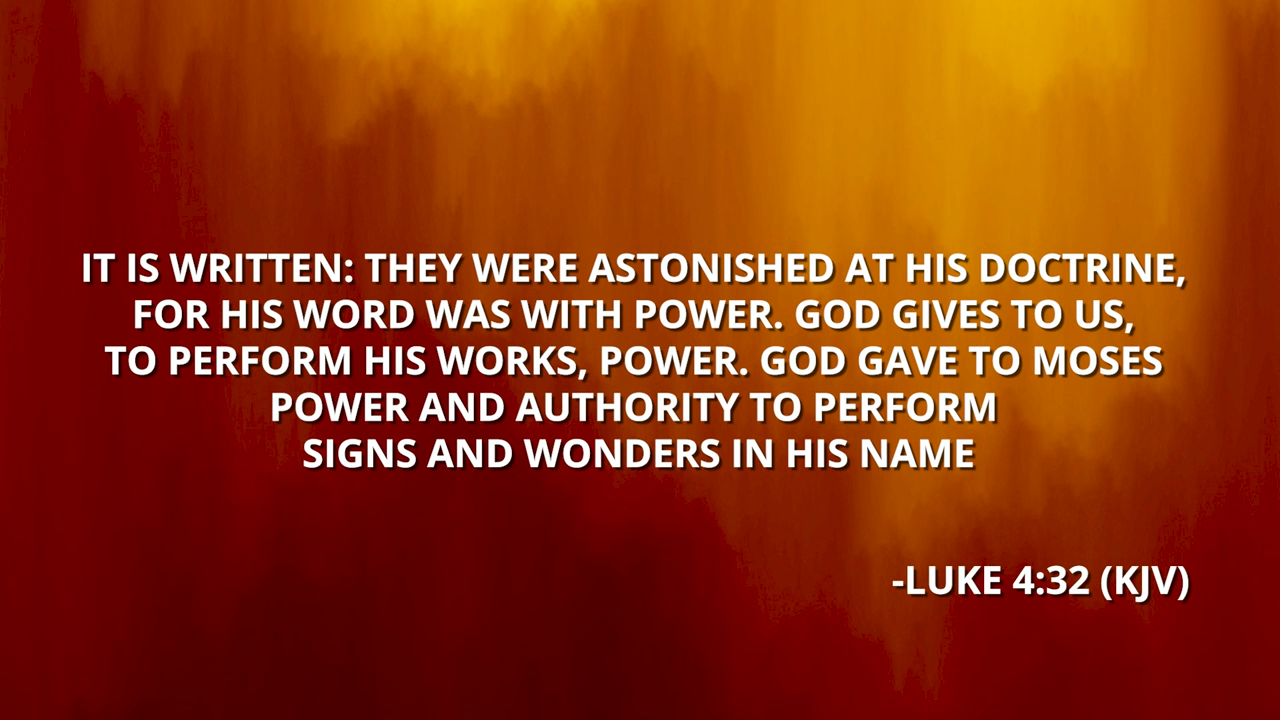 IT IS WRITTEN: THEY WERE ASTONISHED AT HIS DOCTRINE,
FOR HIS WORD WAS WITH POWER. GOD GIVES TO US,
TO PERFORM HIS WORKS, POWER. GOD GAVE TO MOSES
POWER AND AUTHORITY TO PERFORM
SIGNS AND WONDERS IN HIS NAME
-LUKE 4:32 (KJV)